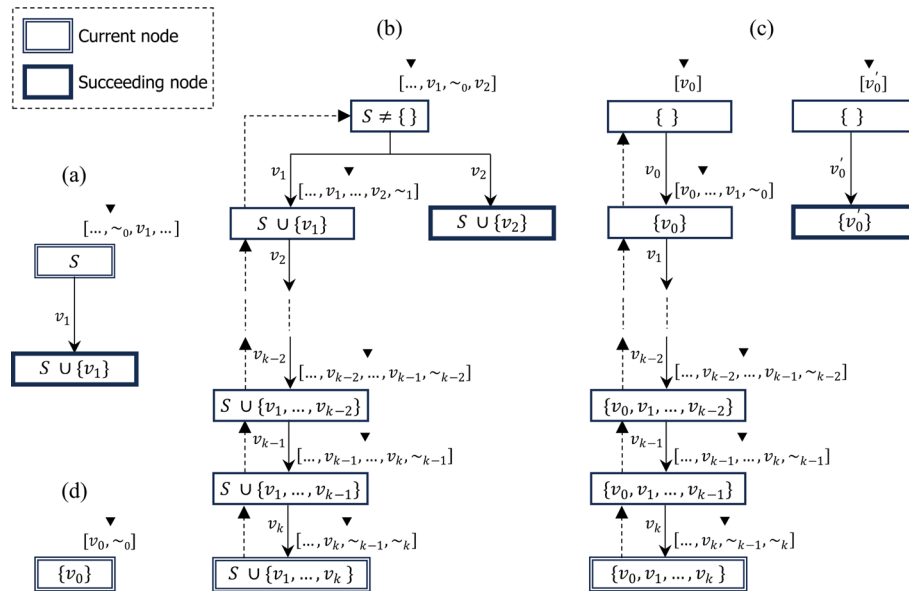 Current node
Succeeding node
(a)
▼
[…, ~₀, v₁, …]
S
v₁
S ∪ {v₁}
(b)
▼
[…, v₁, ~₀, v₂]
S ≠ { }
v₁
▼
[…, v₁, …, v₂, ~₁]
v₂
S ∪ {v₁}
S ∪ {v₂}
v₂
vₖ₋₂
▼
[…, vₖ₋₂, …, vₖ₋₁, ~ₖ₋₂]
S ∪ {v₁, …, vₖ₋₂}
vₖ₋₁
▼
[…, vₖ₋₁, …, vₖ, ~ₖ₋₁]
S ∪ {v₁, …, vₖ₋₁}
vₖ
▼
[…, vₖ, ~ₖ₋₁, ~ₖ]
S ∪ {v₁, …, vₖ }
(c)
▼
[v₀]
{ }
v₀
▼
[v₀, …, v₁, ~₀]
{v₀}
v₁
▼
[v₀′]
{ }
v₀′
{v₀′}
vₖ₋₂
▼
[…, vₖ₋₂, …, vₖ₋₁, ~ₖ₋₂]
{v₀, v₁, …, vₖ₋₂}
vₖ₋₁
▼
[…, vₖ₋₁, …, vₖ, ~ₖ₋₁]
{v₀, v₁, …, vₖ₋₁}
vₖ
▼
[…, vₖ, ~ₖ₋₁, ~ₖ]
{v₀, v₁, …, vₖ }
(d)
▼
[v₀, ~₀]
{v₀}